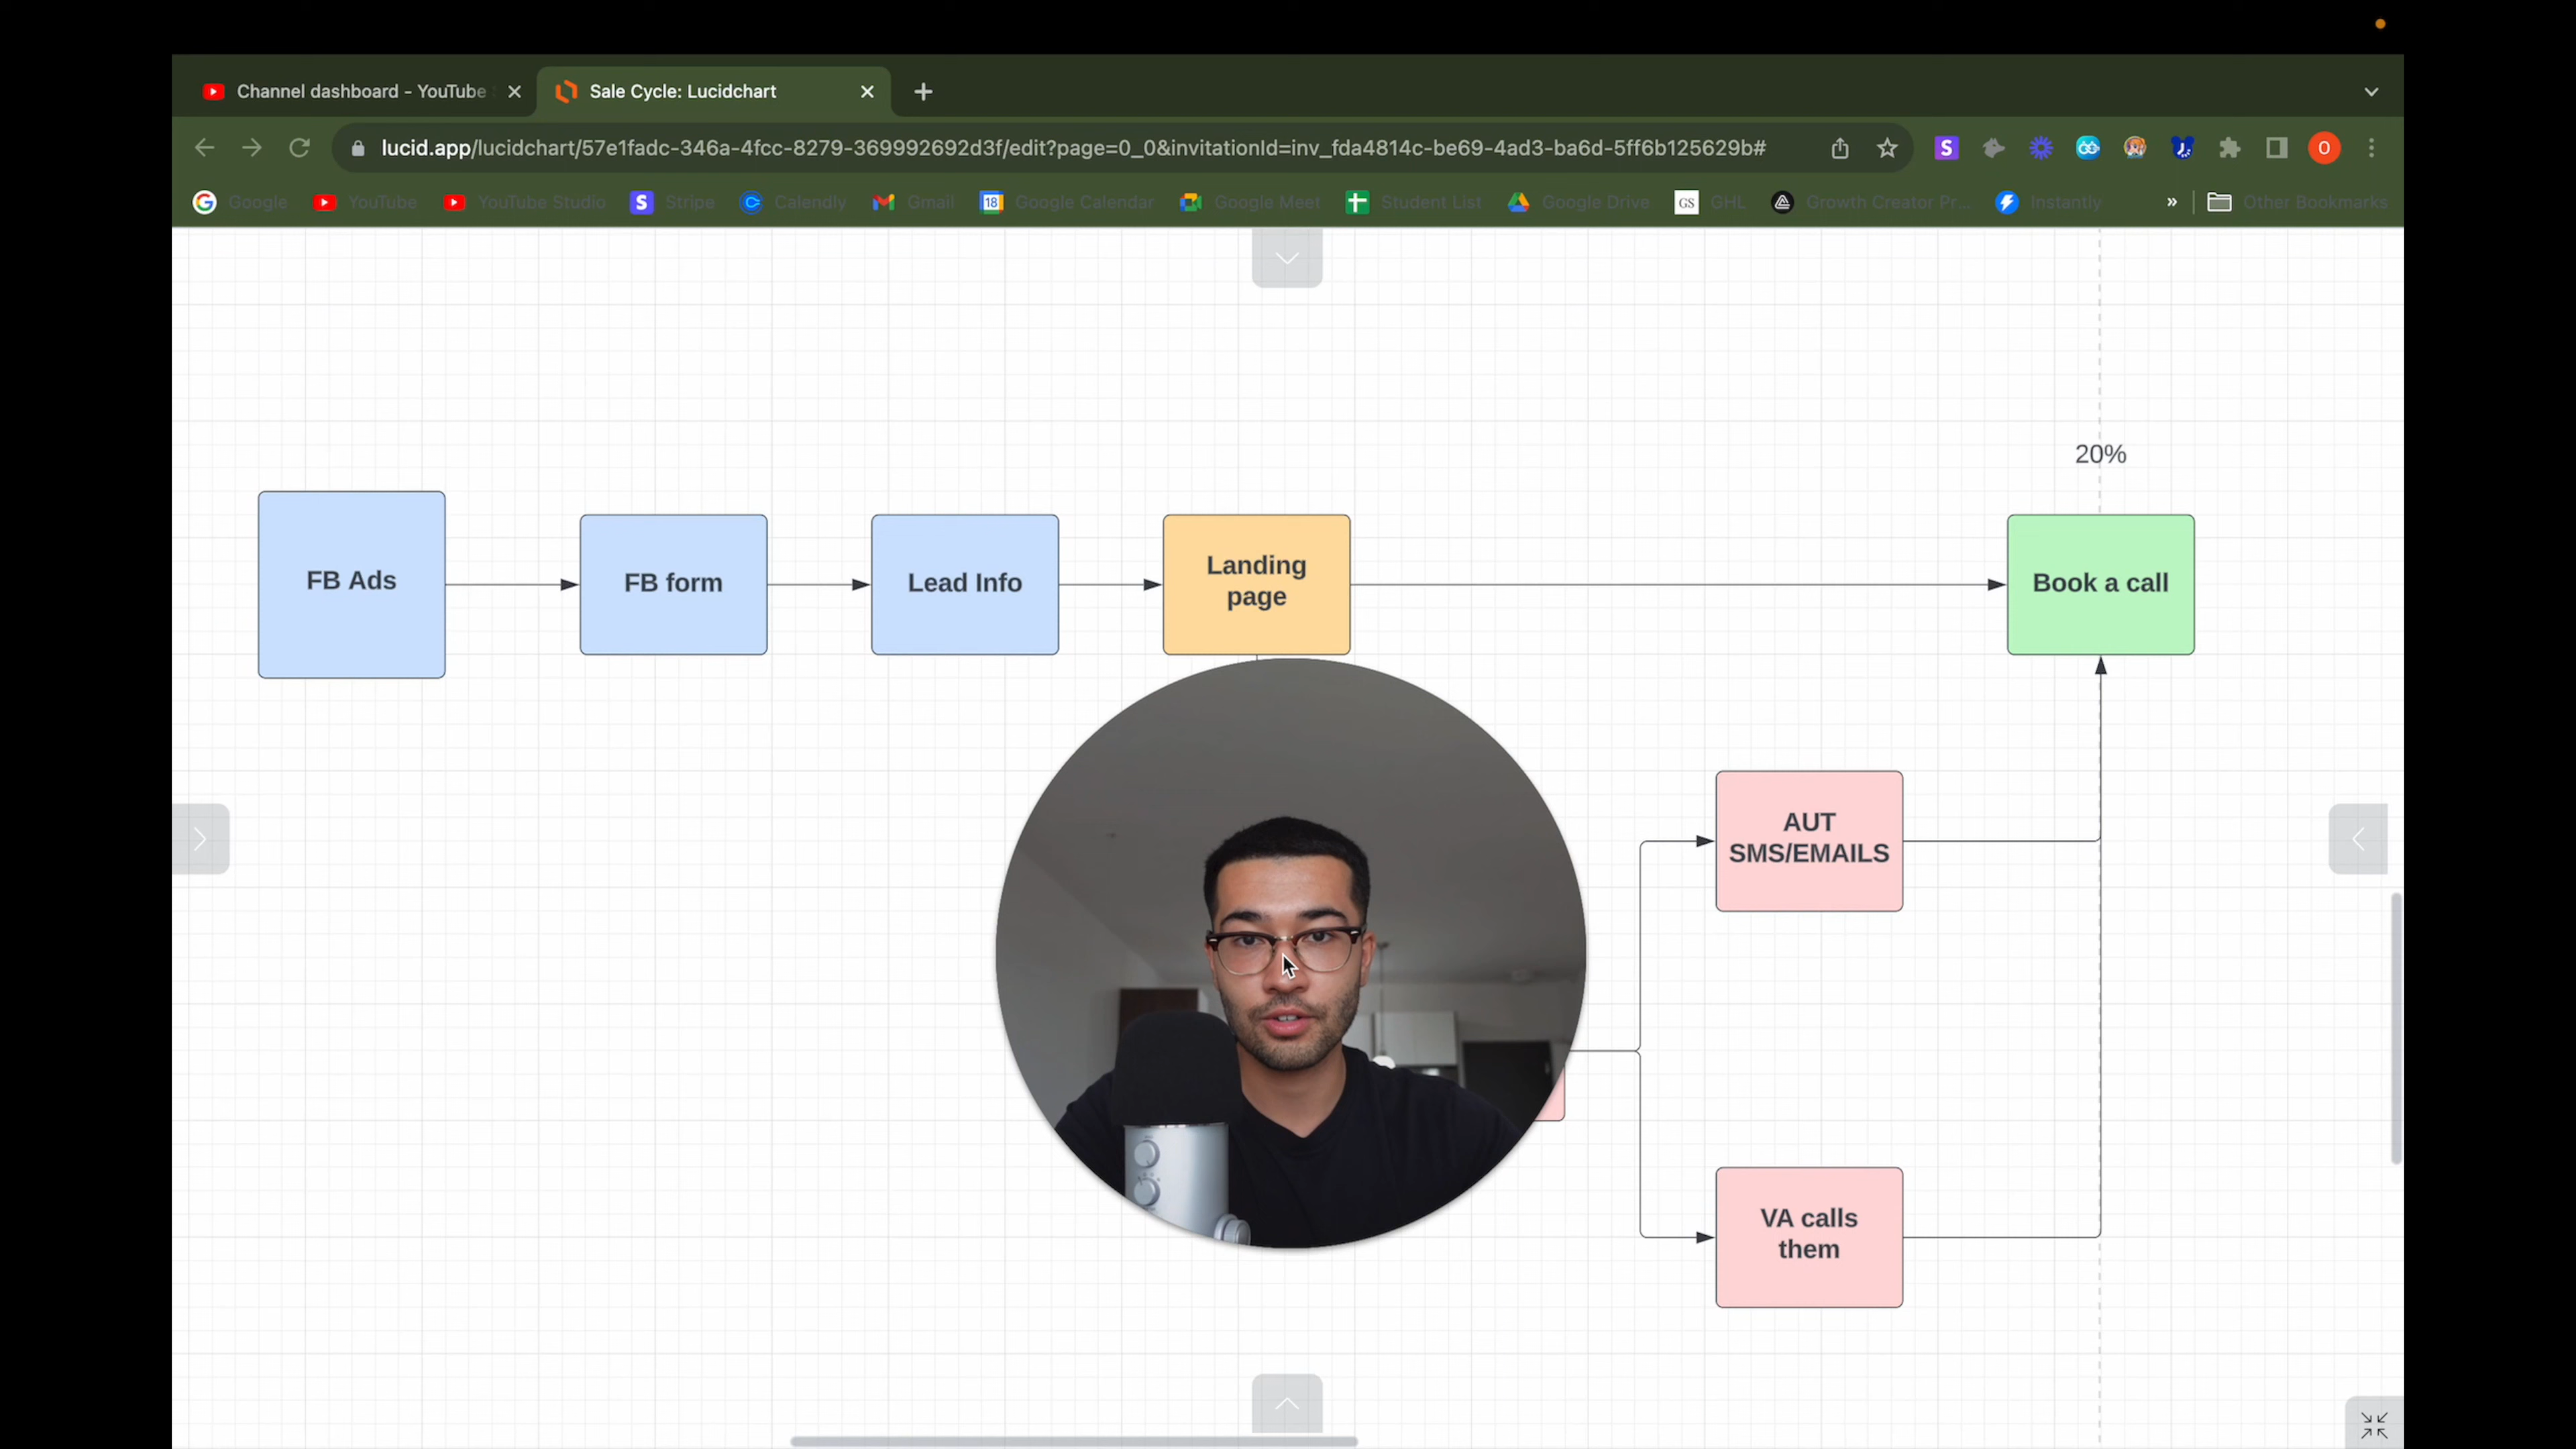 Channel dashboard - YouTube
Sale Cycle: Lucidchart
lucid.app/lucidchart/57e1fadc-346a-4fcc-8279-369992692d3f/edit?page=0_0&invitationId=inv_fda4814c-be69-4ad3-ba6d-5ff6b125629b#
S
O
Google
YouTube
YouTube Studio
S Stripe
Calendly
Gmail
18 Google Calendar
Google Meet
Student List
Google Drive
GS GHL
Growth Creator Pr...
Instantly
»
Other Bookmarks
20%
FB Ads
FB form
Lead Info
Landing
page
Book a call
AUT
SMS/EMAILS
VA calls
them